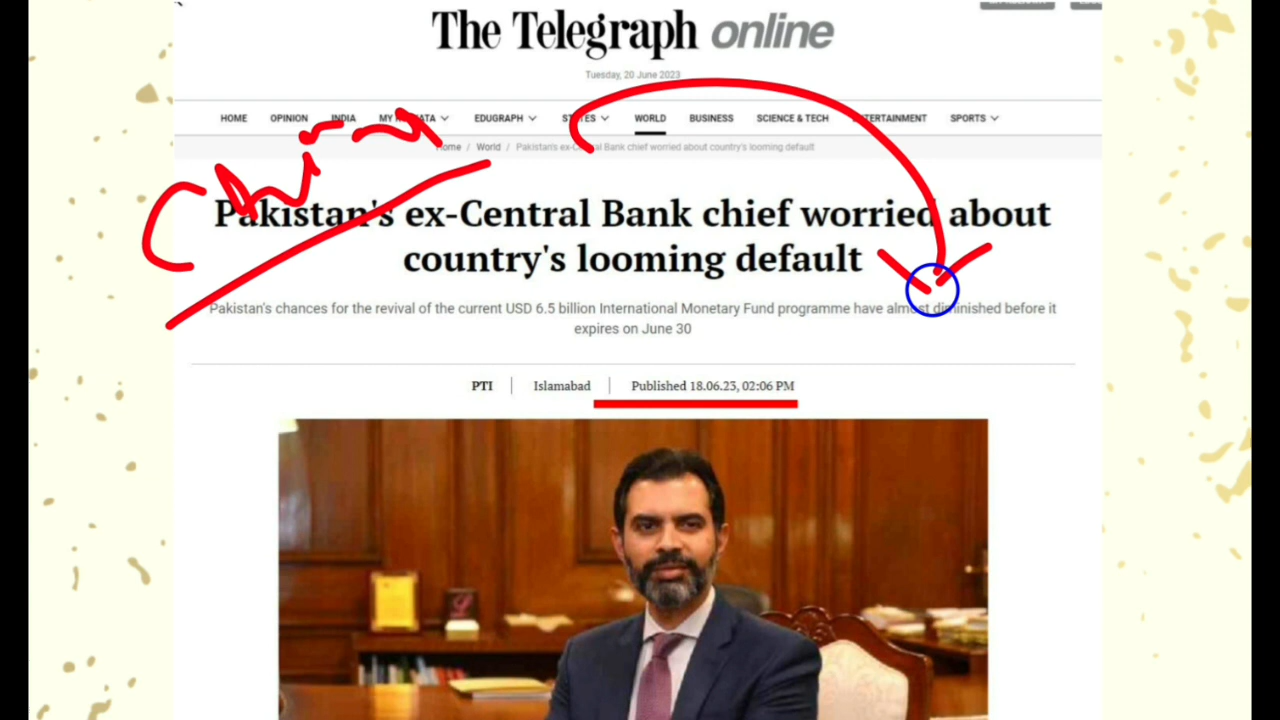 The Telegraph online
Tuesday, 20 June 2023
HOME OPINION INDIA EDUGRAPH WORLD BUSINESS SCIENCE & TECH SPORTS
Home / World / Pakistan's ex-Central Bank chief worried about country's looming default
China
Pakistan's ex-Central Bank chief worried about
country's looming default
Pakistan's chances for the revival of the current USD 6.5 billion International Monetary Fund programme have almost diminished before it
expires on June 30
PTI | Islamabad | Published 18.06.23, 02:06 PM